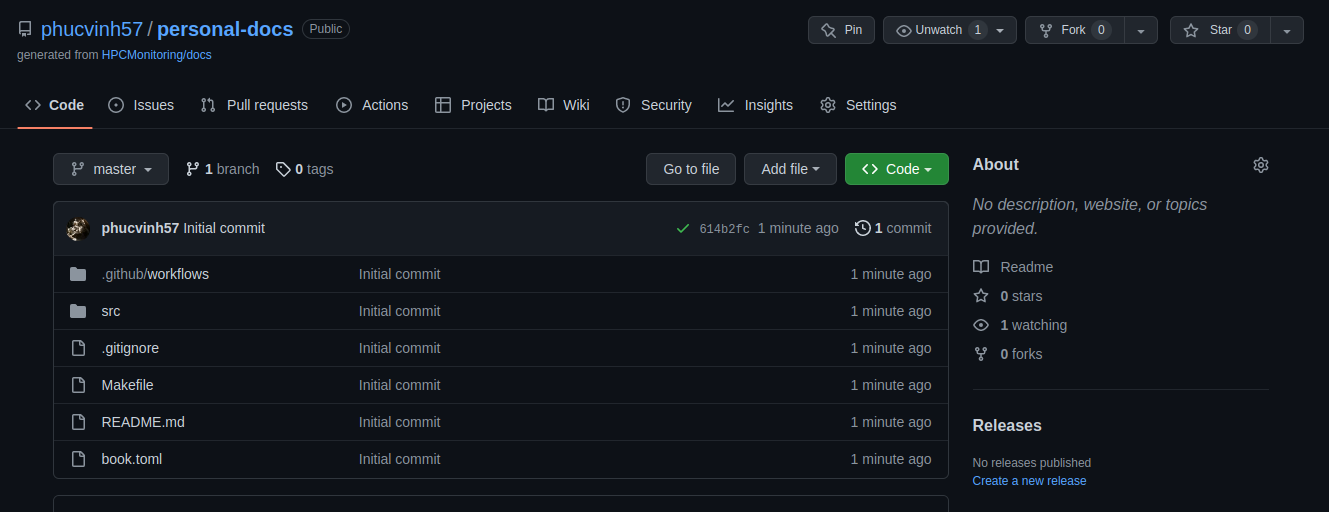 phucvinh57 / personal-docs Public
Pin Unwatch 1 Fork 0 Star 0
generated from HPCMonitoring/docs
Code Issues Pull requests Actions Projects Wiki Security Insights Settings
master 1 branch 0 tags Go to file Add file Code
phucvinh57 Initial commit 614b2fc 1 minute ago 1 commit
.github/workflows Initial commit 1 minute ago
src Initial commit 1 minute ago
.gitignore Initial commit 1 minute ago
Makefile Initial commit 1 minute ago
README.md Initial commit 1 minute ago
book.toml Initial commit 1 minute ago
About
No description, website, or topics
provided.
Readme
0 stars
1 watching
0 forks
Releases
No releases published
Create a new release